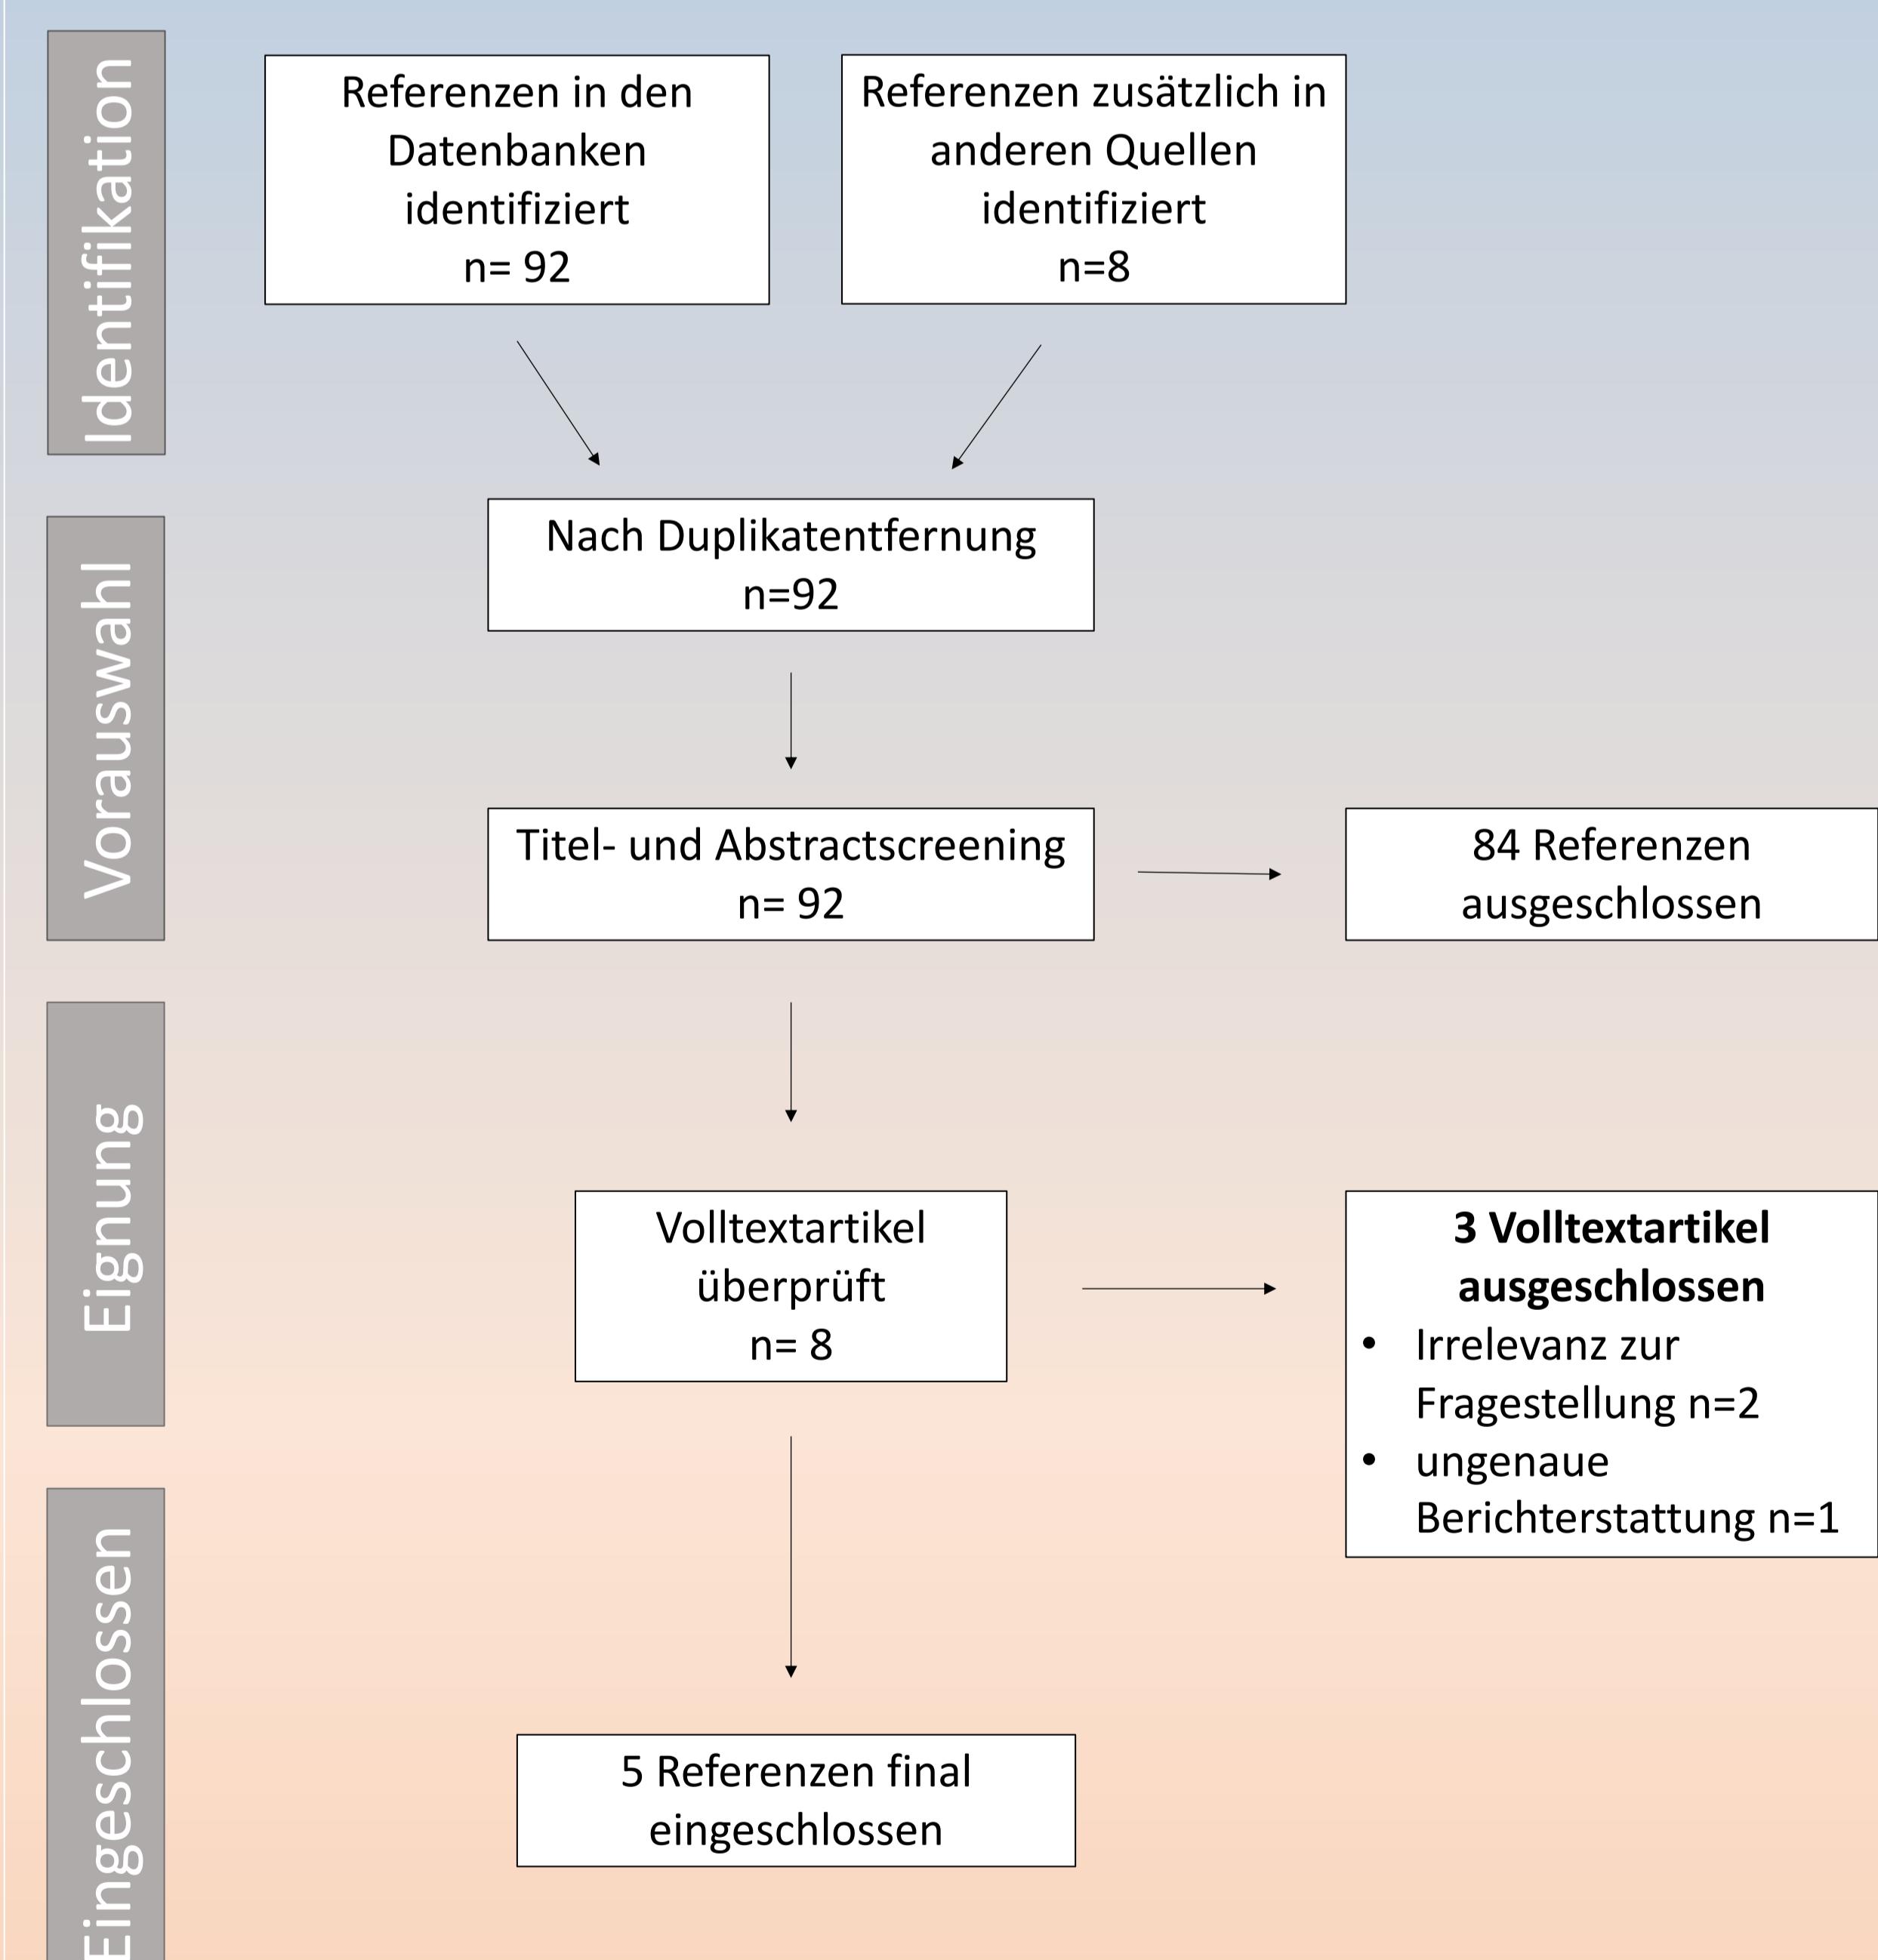 Identifikation
Referenzen in den
Datenbanken
identifiziert
n= 92
Referenzen zusätzlich in
anderen Quellen
identifiziert
n=8
Vorauswahl
Nach Duplikatentfernung
n=92
Titel- und Abstractscreening
n= 92
84 Referenzen
ausgeschlossen
Eignung
Volltextartikel
überprüft
n= 8
3 Volltextartikel
ausgeschlossen
• Irrelevanz zur
Fragestellung n=2
• ungenaue
Berichterstattung n=1
Eingeschlossen
5 Referenzen final
eingeschlossen